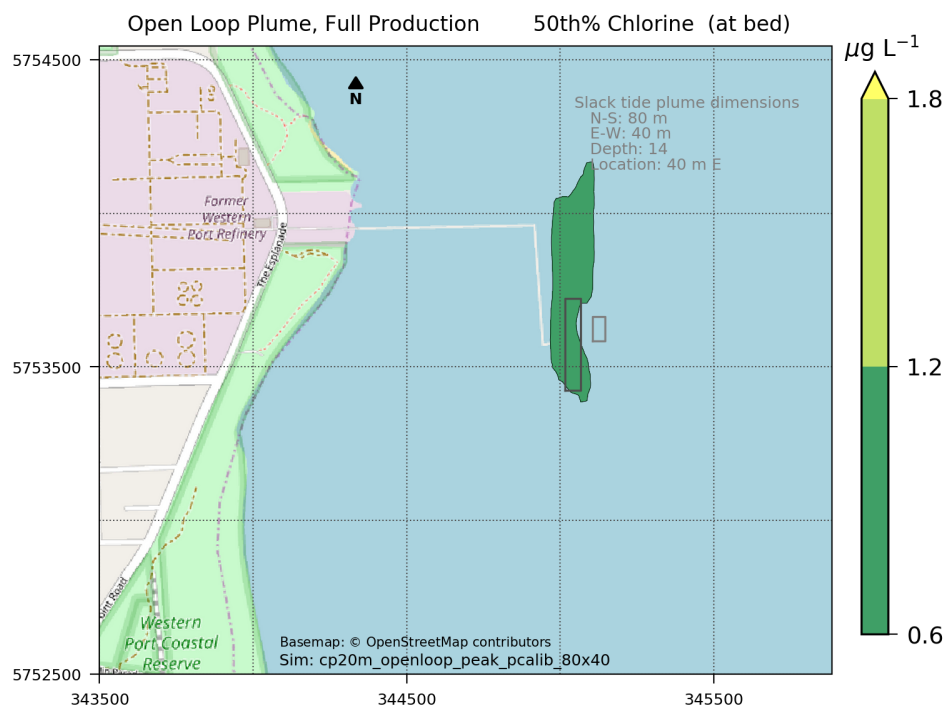 Open Loop Plume, Full Production 50th% Chlorine (at bed)
µg L⁻¹
5754500
5753500
5752500
343500
344500
345500
1.8
1.2
0.6
N
Slack tide plume dimensions
N-S: 80 m
E-W: 40 m
Depth: 14
Location: 40 m E
Former
Western
Port Refinery
The Esplanade
Road
Western
Port Coastal
Reserve
Basemap: © OpenStreetMap contributors
Sim: cp20m_openloop_peak_pcalib_80x40